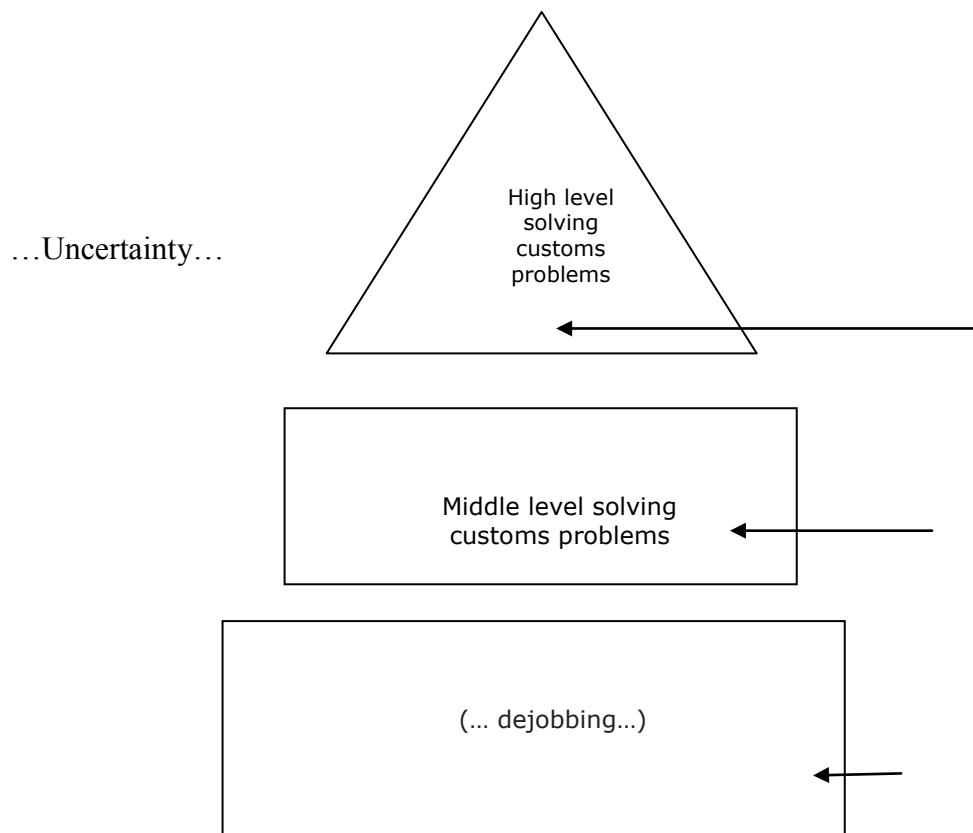 High level
solving
customs
problems
…Uncertainty…
Middle level solving
customs problems
(… dejobbing…)